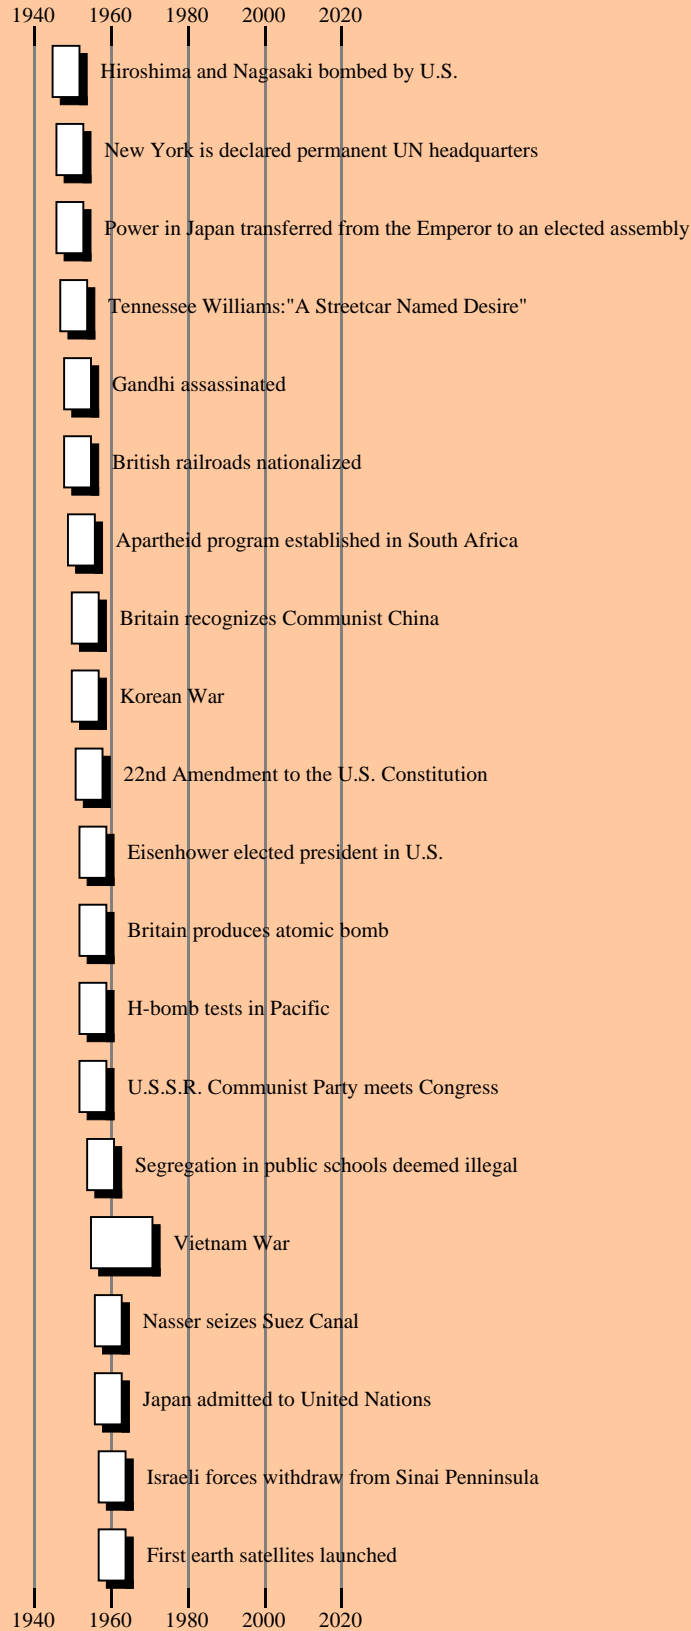 1940 1960 1980 2000 2020
Hiroshima and Nagasaki bombed by U.S.
New York is declared permanent UN headquarters
Power in Japan transferred from the Emperor to an elected assembly
Tennessee Williams:"A Streetcar Named Desire"
Gandhi assassinated
British railroads nationalized
Apartheid program established in South Africa
Britain recognizes Communist China
Korean War
22nd Amendment to the U.S. Constitution
Eisenhower elected president in U.S.
Britain produces atomic bomb
H-bomb tests in Pacific
U.S.S.R. Communist Party meets Congress
Segregation in public schools deemed illegal
Vietnam War
Nasser seizes Suez Canal
Japan admitted to United Nations
Israeli forces withdraw from Sinai Penninsula
First earth satellites launched
1940 1960 1980 2000 2020